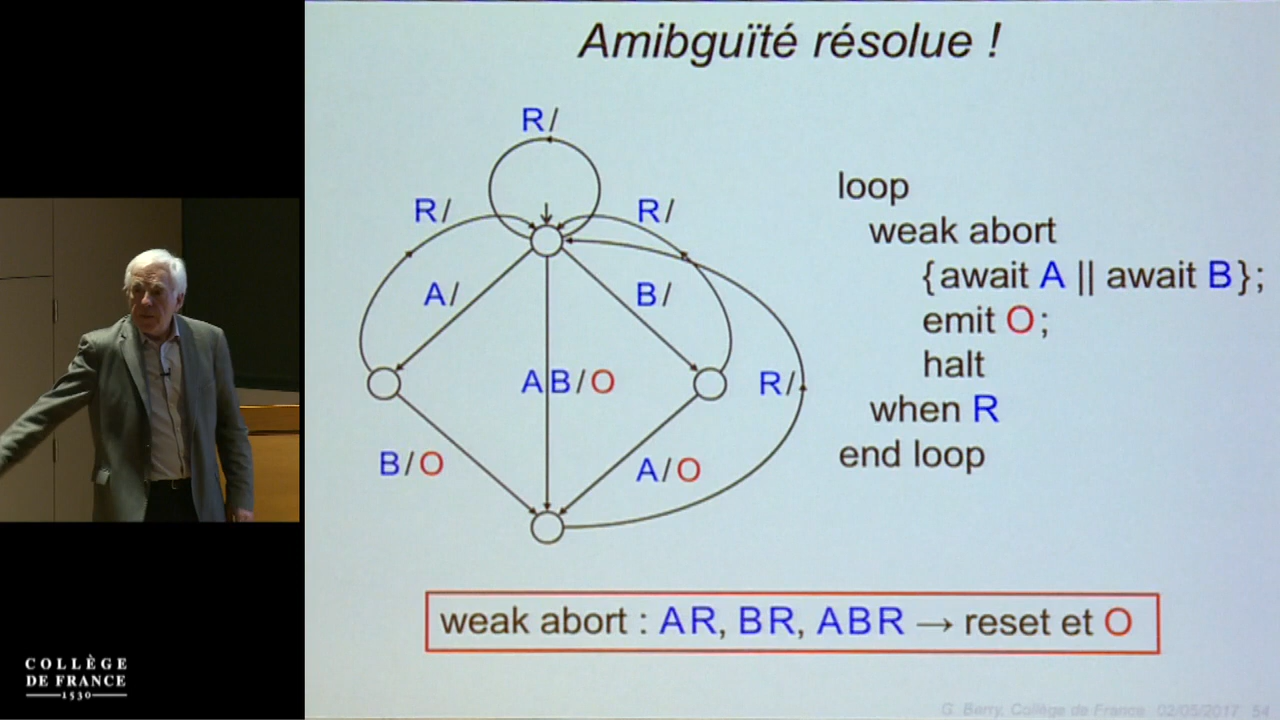 Amibguïté résolue !
R/
R/
R/
A/
B/
AB/O
R/
B/O
A/O
loop
weak abort
{await A || await B};
emit O;
halt
when R
end loop
weak abort : AR, BR, ABR → reset et O
COLLÈGE
DE FRANCE
1530
G. Berry, Collège de France 02/05/2017 54